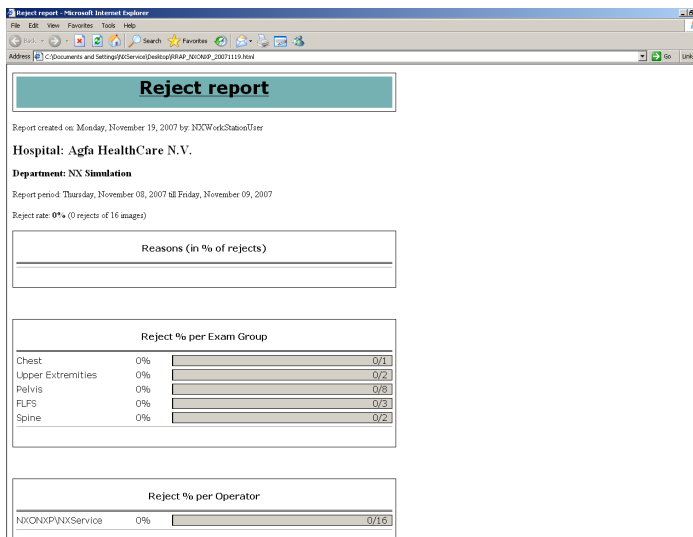 Reject report - Microsoft Internet Explorer
File Edit View Favorites Tools Help
Back Search Favorites
Address C:\Documents and Settings\NXService\Desktop\RRAP_NXONXP_20071119.html Go Link
Reject report
Report created on: Monday, November 19, 2007 by: NXWorkStationUser
Hospital: Agfa HealthCare N.V.
Department: NX Simulation
Report period: Thursday, November 08, 2007 till Friday, November 09, 2007
Reject rate: 0% (0 rejects of 16 images)
Reasons (in % of rejects)
Reject % per Exam Group
Chest 0% 0/1
Upper Extremities 0% 0/2
Pelvis 0% 0/8
FLFS 0% 0/3
Spine 0% 0/2
Reject % per Operator
NXONXP\NXService 0% 0/16